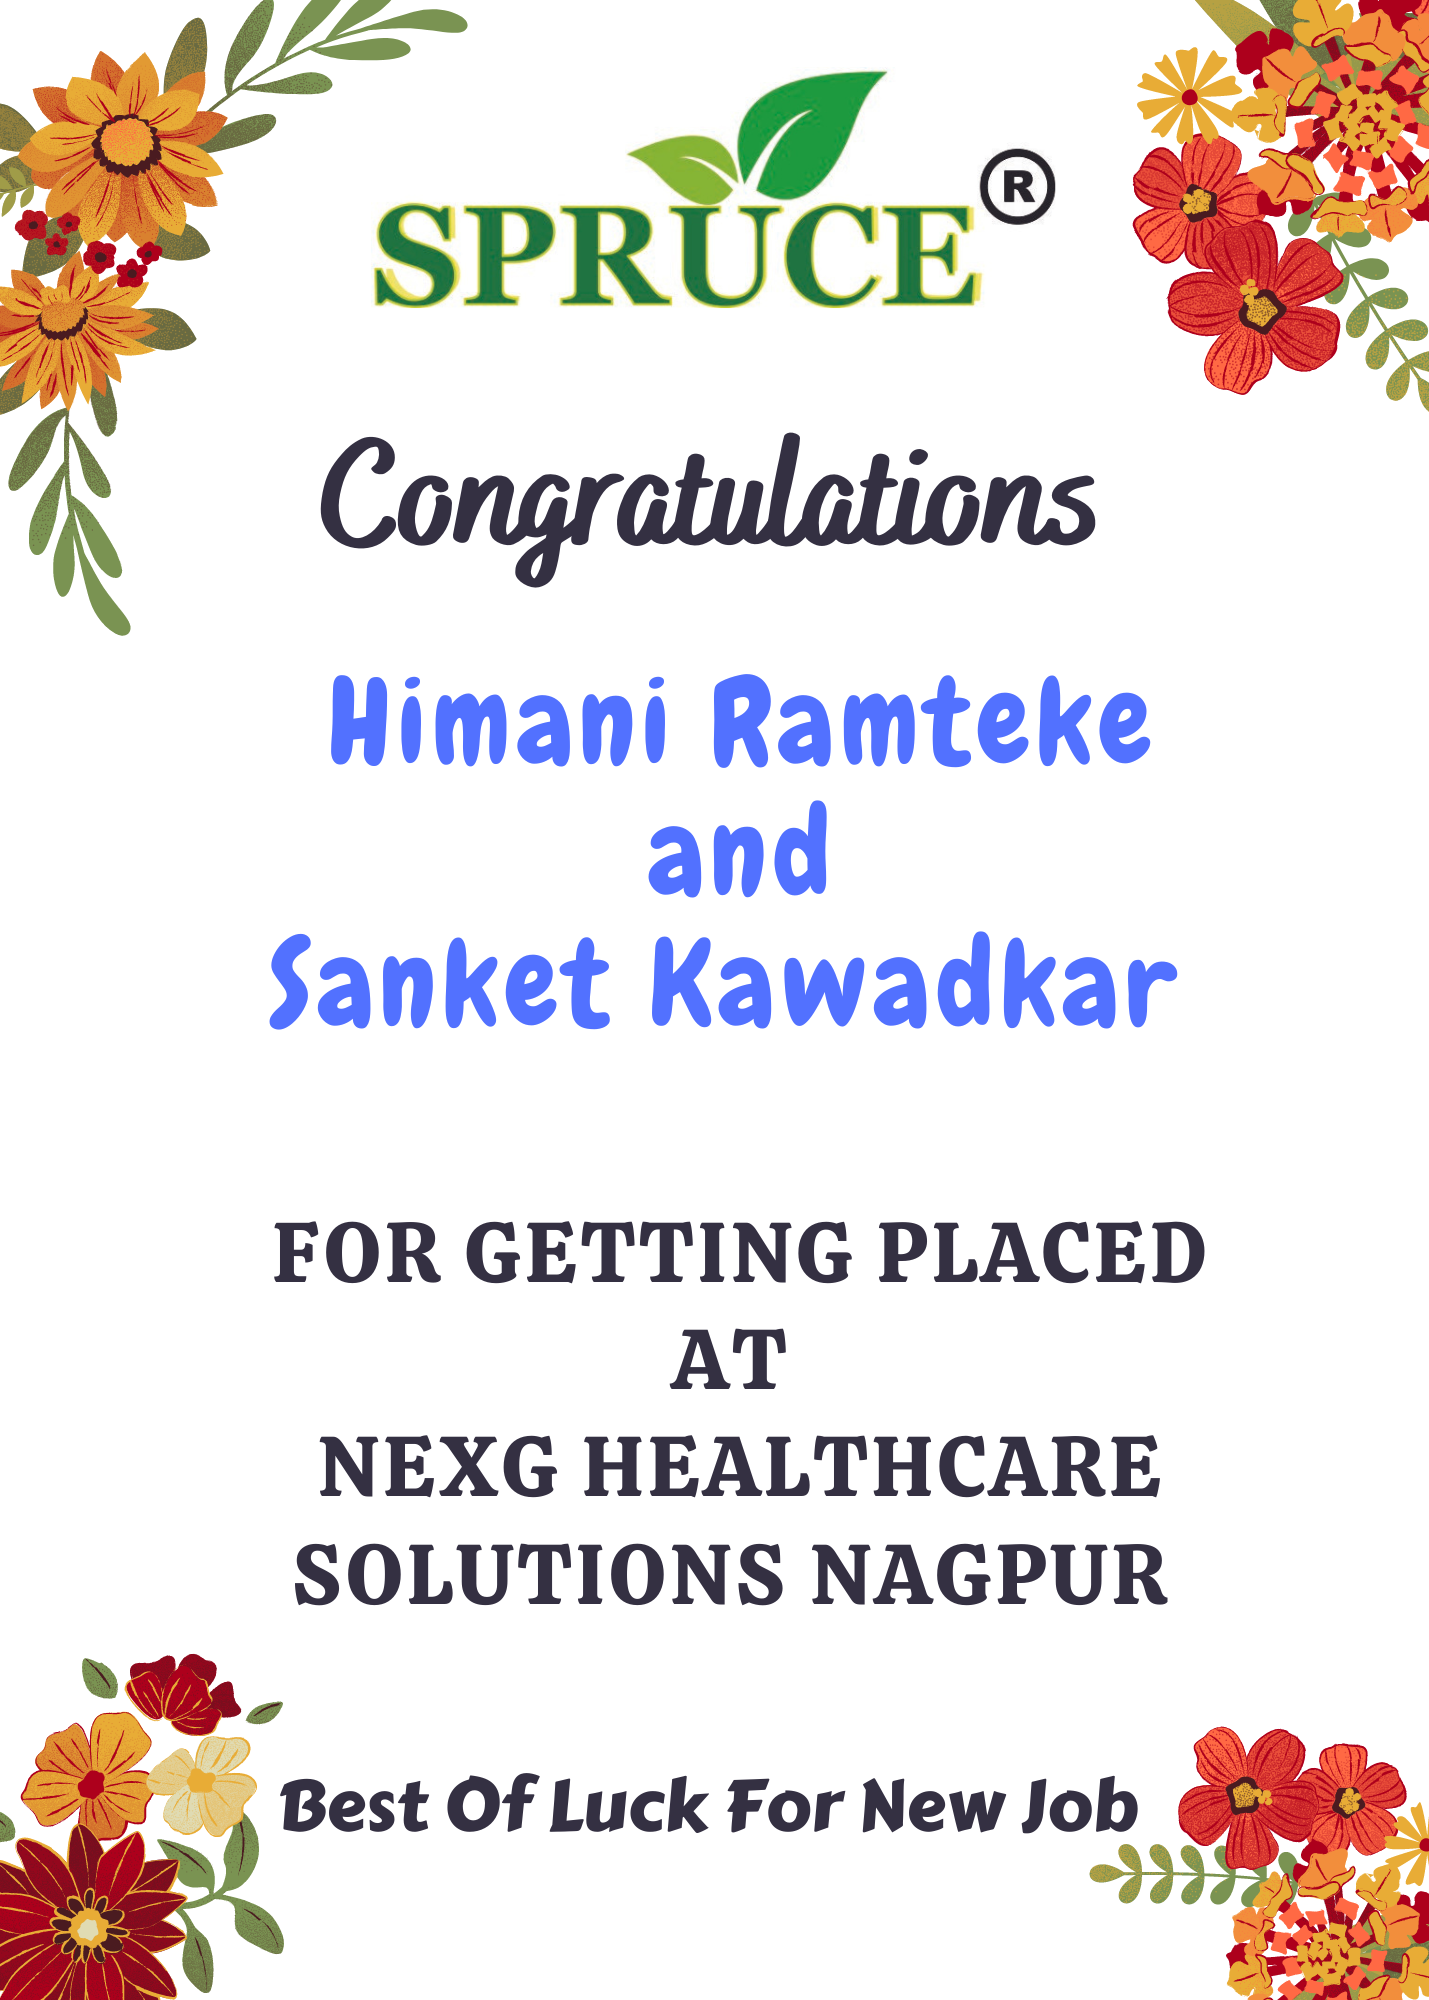 SPRUCE®
Congratulations
Himani Ramteke
and
Sanket Kawadkar
FOR GETTING PLACED
AT
NEXG HEALTHCARE
SOLUTIONS NAGPUR
Best Of Luck For New Job